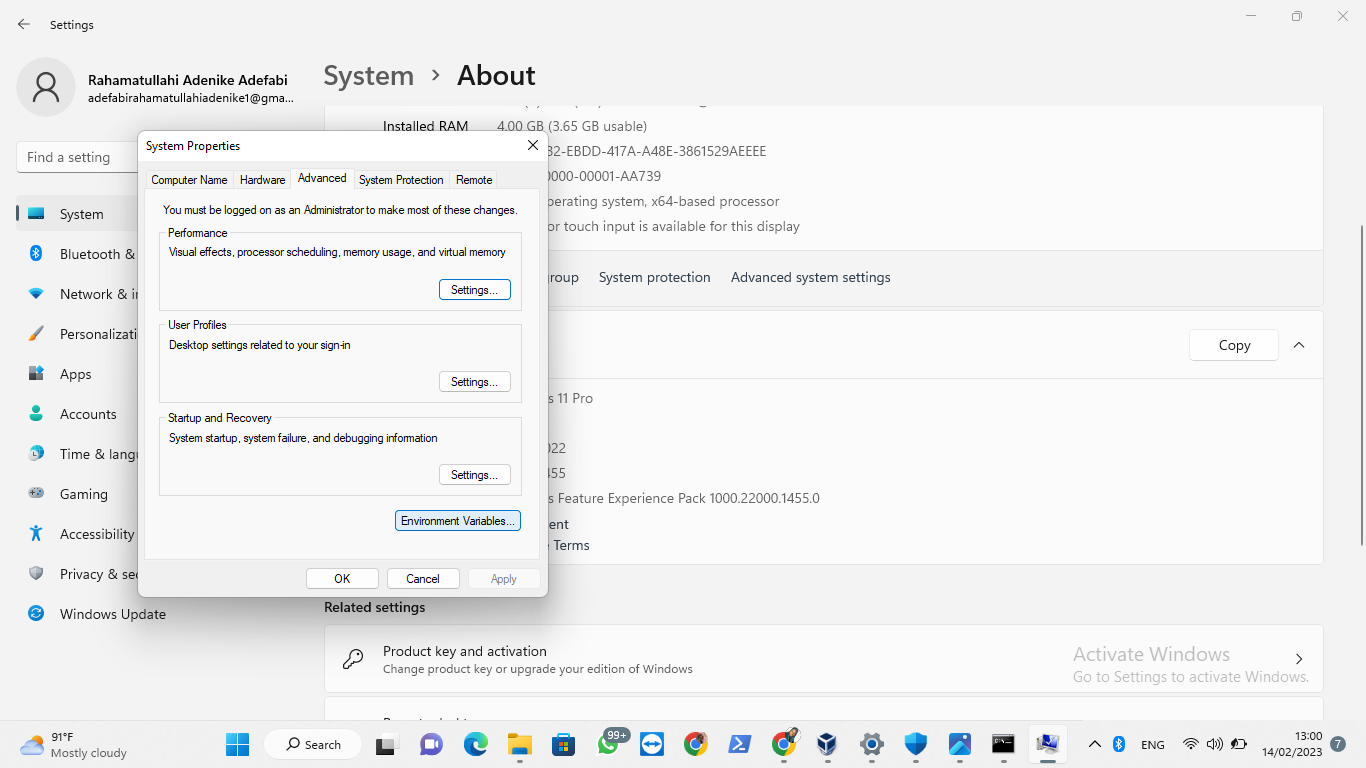 Settings
Rahamatullahi Adenike Adefabi
adefabirahamatullahiadenike1@gma...
Find a setting
System
Bluetooth &
Network &
Apps
Accounts
Time &
Gaming
Accessibility
Privacy &
Windows Update
System > About
Installed RAM 4.00 GB (3.65 GB usable)
32-EBDD-417A-A48E-3861529AEEEE
0000-00001-AA739
operating system, x64-based processor
or touch input is available for this display
System protection
Advanced system settings
Copy
11 Pro
Feature Experience Pack 1000.22000.1455.0
Terms
System Properties
Computer Name
Hardware
Advanced
System Protection
Remote
You must be logged on as an Administrator to make most of these changes.
Performance
Visual effects, processor scheduling, memory usage, and virtual memory
Settings...
User Profiles
Desktop settings related to your sign-in
Settings...
Startup and Recovery
System startup, system failure, and debugging information
Settings...
Environment Variables...
OK
Cancel
Apply
Related settings
Product key and activation
Change product key or upgrade your edition of Windows
Activate Windows
Go to Settings to activate Windows.
91°F
Mostly cloudy
Search
99+
ENG
13:00
14/02/2023
7